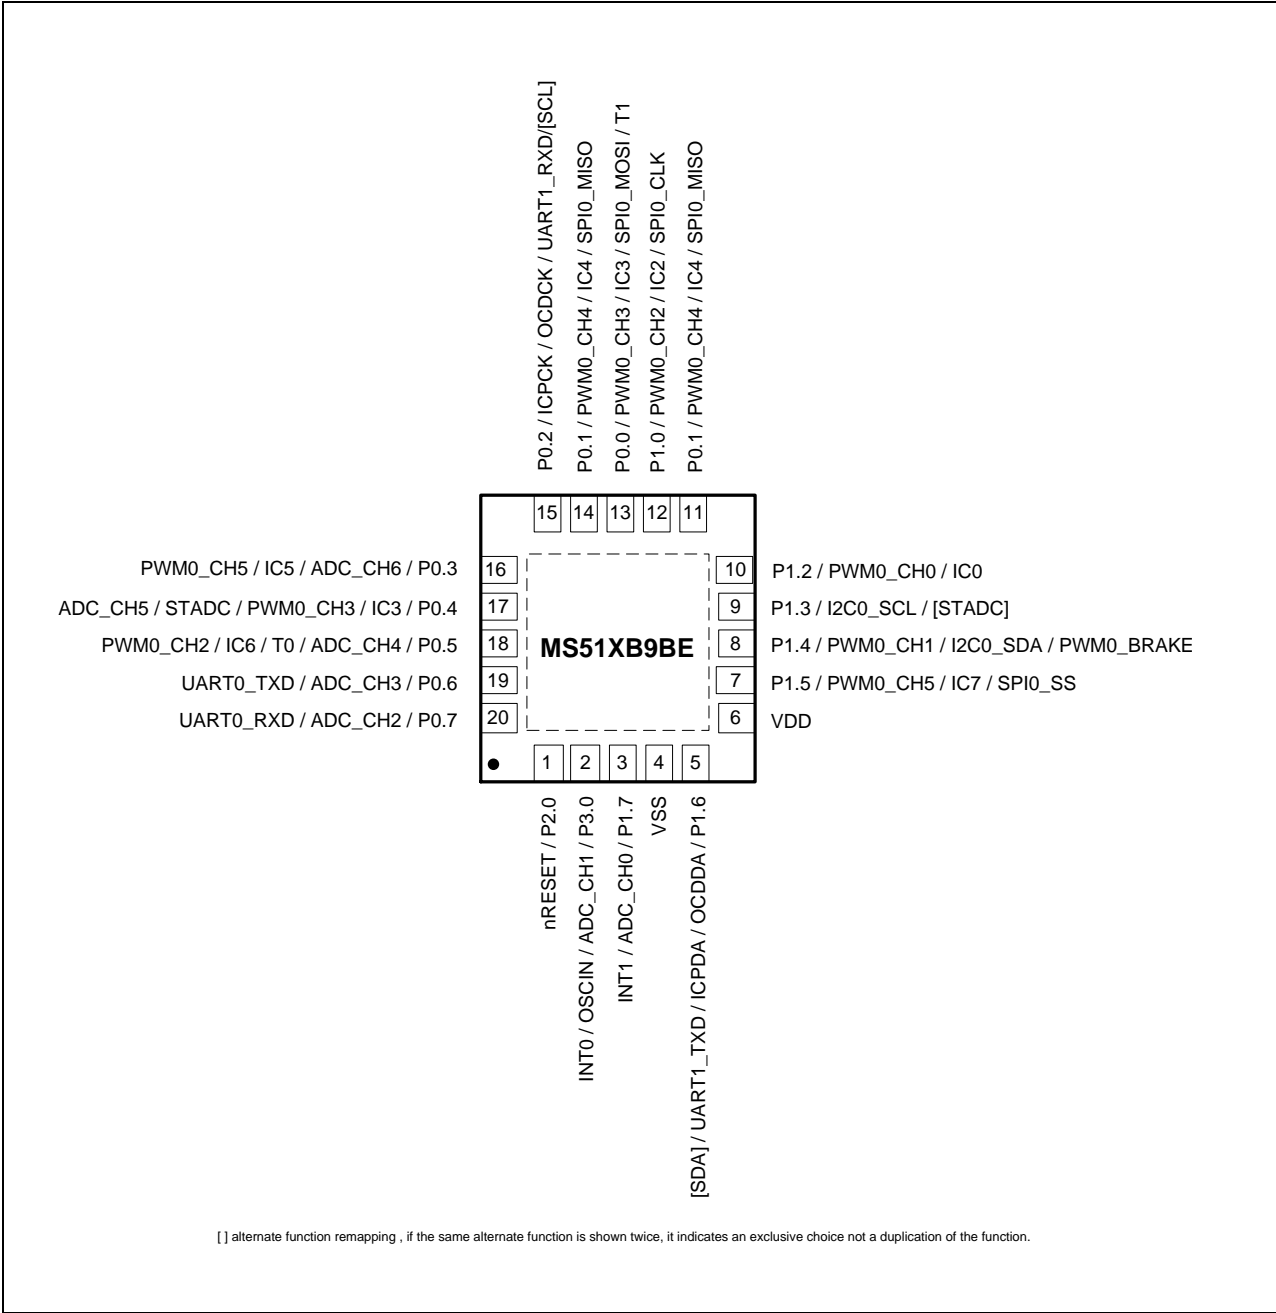 P0.2 / ICPCK / OCDCK / UART1_RXD/[SCL]
P0.1 / PWM0_CH4 / IC4 / SPI0_MISO
P0.0 / PWM0_CH3 / IC3 / SPI0_MOSI / T1
P1.0 / PWM0_CH2 / IC2 / SPI0_CLK
P0.1 / PWM0_CH4 / IC4 / SPI0_MISO
15 14 13 12 11
PWM0_CH5 / IC5 / ADC_CH6 / P0.3 16
ADC_CH5 / STADC / PWM0_CH3 / IC3 / P0.4 17
PWM0_CH2 / IC6 / T0 / ADC_CH4 / P0.5 18
UART0_TXD / ADC_CH3 / P0.6 19
UART0_RXD / ADC_CH2 / P0.7 20
MS51XB9BE
10 P1.2 / PWM0_CH0 / IC0
9 P1.3 / I2C0_SCL / [STADC]
8 P1.4 / PWM0_CH1 / I2C0_SDA / PWM0_BRAKE
7 P1.5 / PWM0_CH5 / IC7 / SPI0_SS
6 VDD
1 2 3 4 5
nRESET / P2.0
INT0 / OSCIN / ADC_CH1 / P3.0
INT1 / ADC_CH0 / P1.7
VSS
[SDA] / UART1_TXD / ICPDA / OCDDA / P1.6
[ ] alternate function remapping , if the same alternate function is shown twice, it indicates an exclusive choice not a duplication of the function.